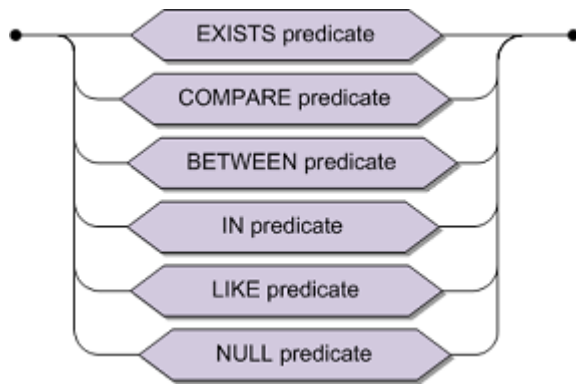 EXISTS predicate
COMPARE predicate
BETWEEN predicate
IN predicate
LIKE predicate
NULL predicate